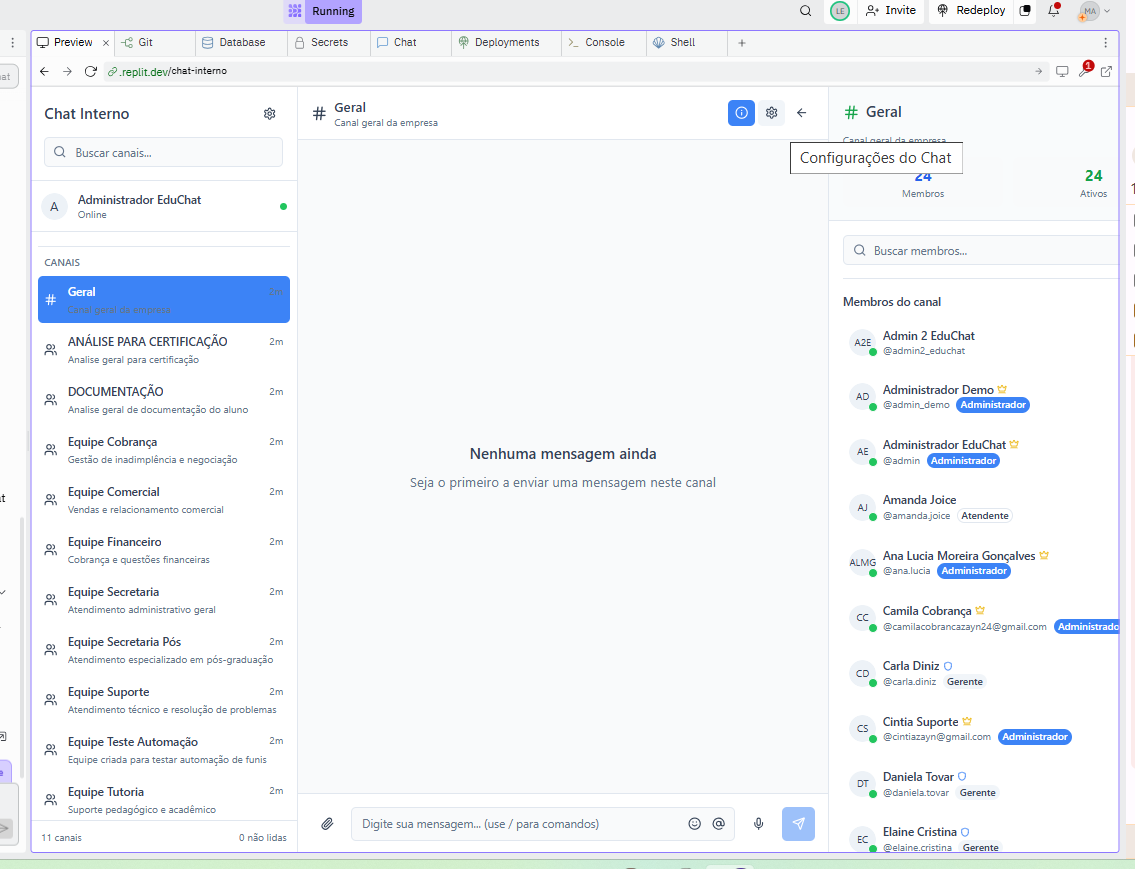 Running
LE
Invite
Redeploy
MA
Preview
Git
Database
Secrets
Chat
Deployments
Console
Shell
.replit.dev/chat-interno
1
Chat Interno
Buscar canais...
A
Administrador EduChat
Online
CANAIS
Geral
2m
Canal geral da empresa
ANÁLISE PARA CERTIFICAÇÃO
2m
Analise geral para certificação
DOCUMENTAÇÃO
2m
Analise geral de documentação do aluno
Equipe Cobrança
2m
Gestão de inadimplência e negociação
Equipe Comercial
2m
Vendas e relacionamento comercial
Equipe Financeiro
2m
Cobrança e questões financeiras
Equipe Secretaria
2m
Atendimento administrativo geral
Equipe Secretaria Pós
2m
Atendimento especializado em pós-graduação
Equipe Suporte
2m
Atendimento técnico e resolução de problemas
Equipe Teste Automação
2m
Equipe criada para testar automação de funis
Equipe Tutoria
2m
Suporte pedagógico e acadêmico
11 canais
0 não lidas
Geral
Canal geral da empresa
Nenhuma mensagem ainda
Seja o primeiro a enviar uma mensagem neste canal
Digite sua mensagem... (use / para comandos)
Geral
Canal geral da empresa
Configurações do Chat
24
Membros
24
Ativos
Buscar membros...
Membros do canal
A2E
Admin 2 EduChat
@admin2_educhat
AD
Administrador Demo
@admin_demo Administrador
AE
Administrador EduChat
@admin Administrador
AJ
Amanda Joice
@amanda.joice Atendente
ALMG
Ana Lucia Moreira Gonçalves
@ana.lucia Administrador
CC
Camila Cobrança
@camilacobrancazayn24@gmail.com Administrado
CD
Carla Diniz
@carla.diniz Gerente
CS
Cintia Suporte
@cintiazayn@gmail.com Administrador
DT
Daniela Tovar
@daniela.tovar Gerente
EC
Elaine Cristina
@elaine.cristina Gerente